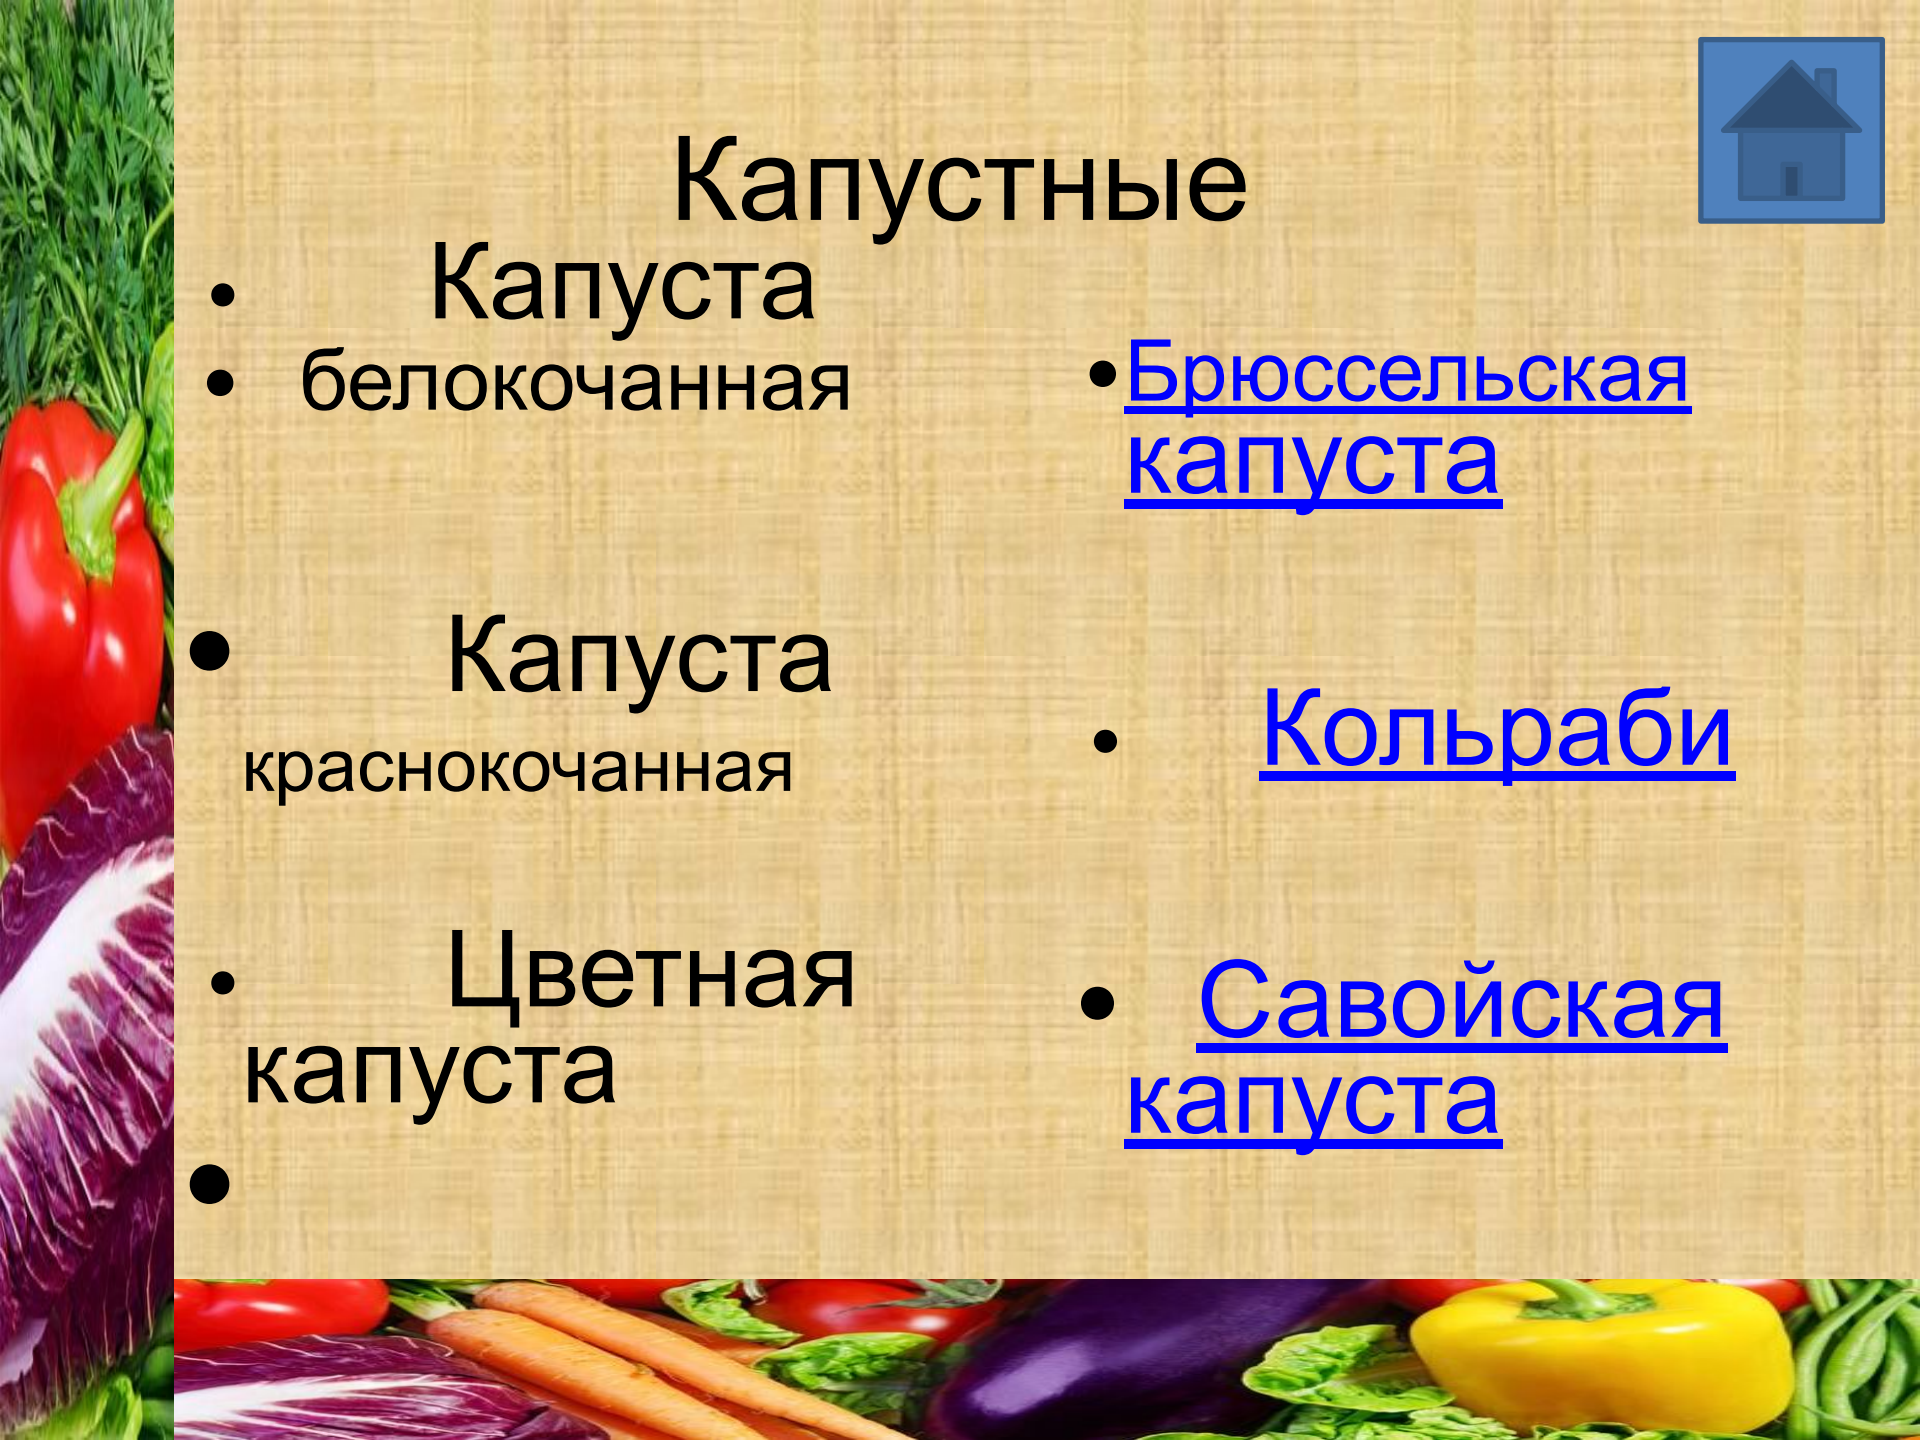 Капустные
• Капуста
• белокочанная
• Капуста
краснокочанная
• Цветная
капуста
•
•Брюссельская
капуста
• Кольраби
• Савойская
капуста